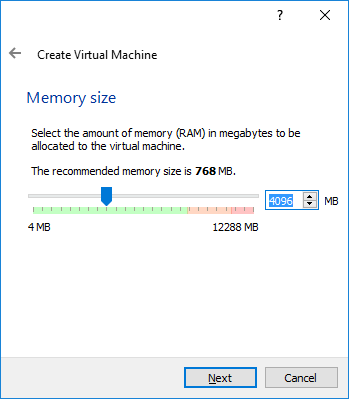 ?
Create Virtual Machine
Memory size
Select the amount of memory (RAM) in megabytes to be
allocated to the virtual machine.
The recommended memory size is 768 MB.
4096 MB
4 MB 12288 MB
Next Cancel